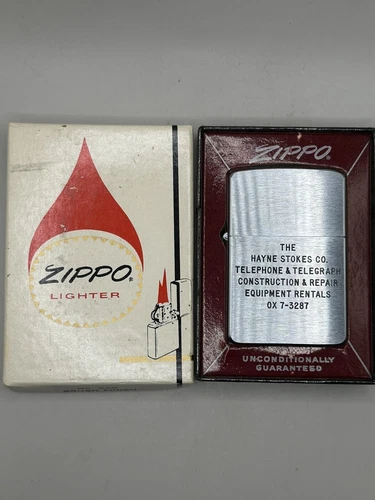 ZIPPO®
LIGHTER
ZIPPO®
THE
HAYNE STOKES CO.
TELEPHONE & TELEGRAPH
CONSTRUCTION & REPAIR
EQUIPMENT RENTALS
OX 7-3287
UNCONDITIONALLY
GUARANTEED